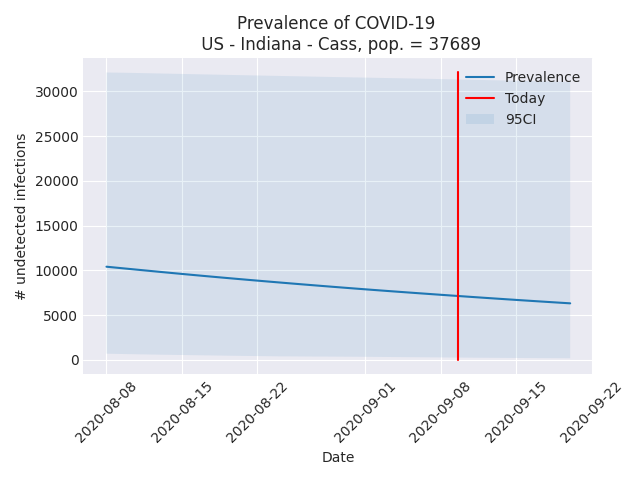 Prevalence of COVID-19
US - Indiana - Cass, pop. = 37689
Prevalence
Today
95CI
30000
25000
20000
15000
10000
5000
0
# undetected infections
2020-08-08
2020-08-15
2020-08-22
2020-09-01
2020-09-08
2020-09-15
2020-09-22
Date